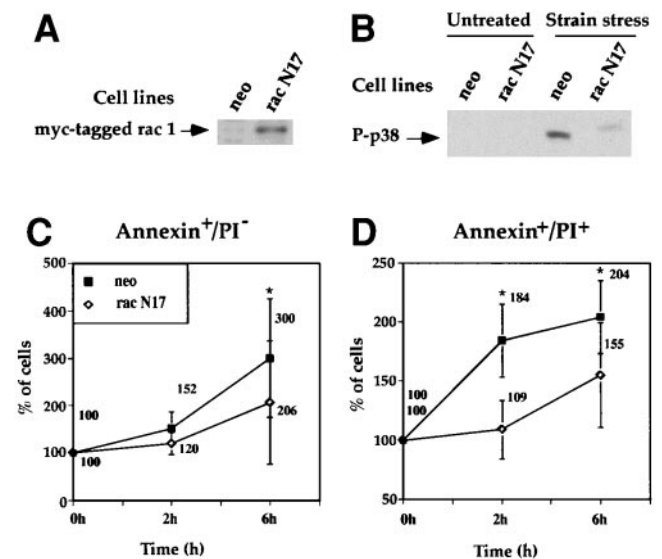 A
Cell lines
neo
rac N17
myc-tagged rac 1
B
Untreated
Strain stress
Cell lines
neo
rac N17
neo
rac N17
P-p38
C
Annexin+/PI-
500
400
300
200
100
0
% of cells
neo
rac N17
100
100
152
120
*
300
206
0h
2h
6h
Time (h)
D
Annexin+/PI+
250
200
150
100
50
% of cells
100
100
*
184
109
*
204
155
0h
2h
6h
Time (h)